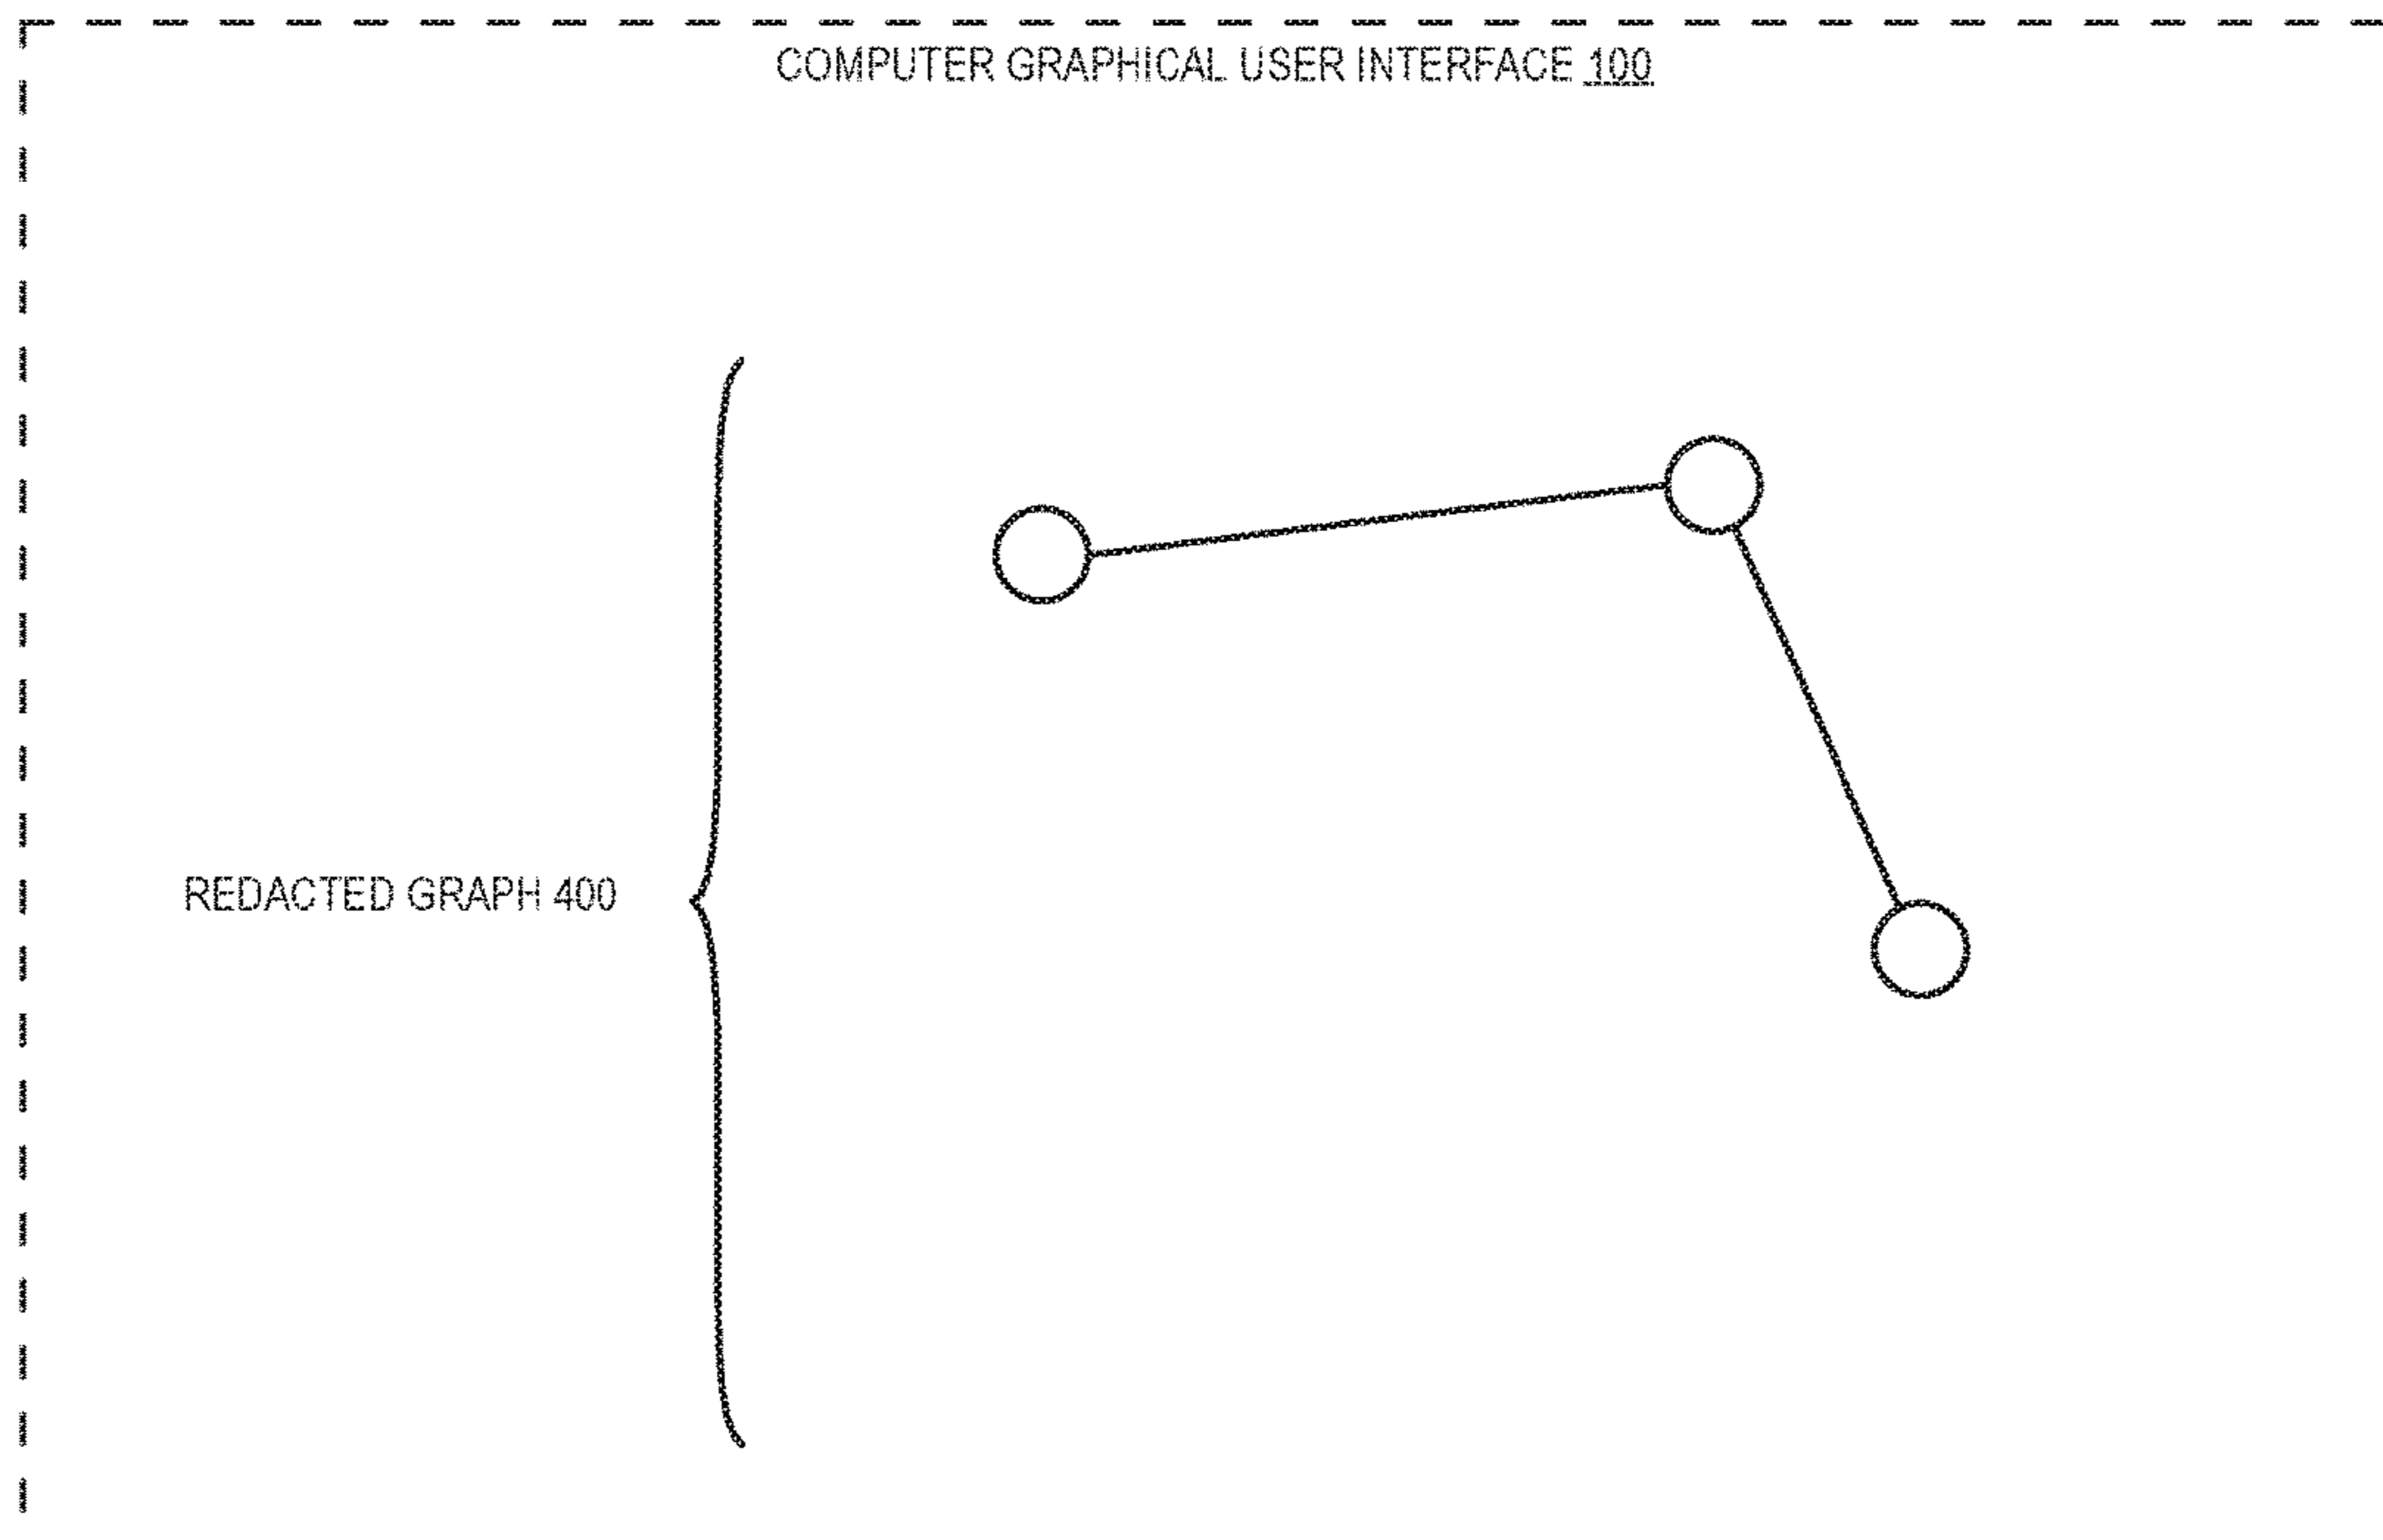 COMPUTER GRAPHICAL USER INTERFACE 100
REDACTED GRAPH 400